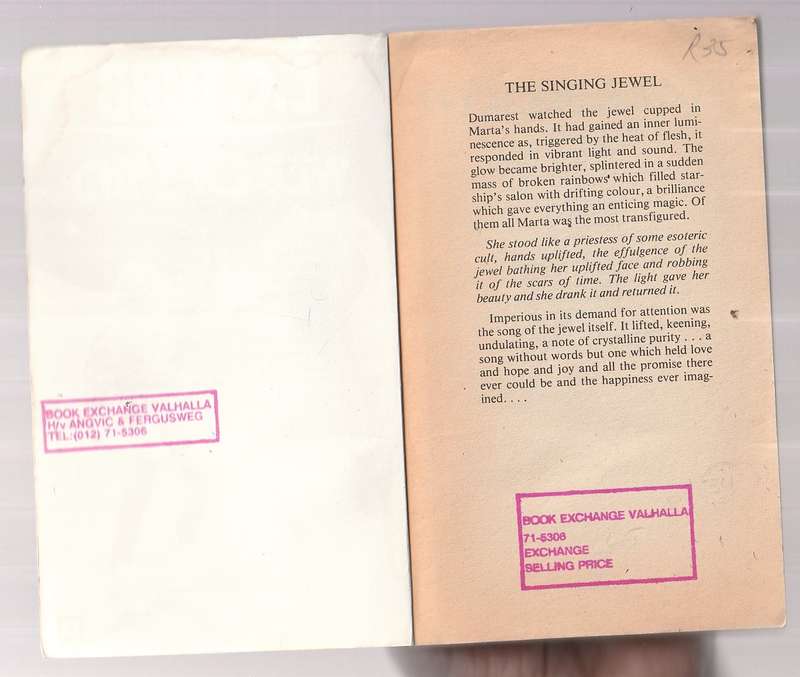 BOOK EXCHANGE VALHALLA
H/v ANGVIC & FERGUSWEG
TEL:(012) 71-5306
R35
THE SINGING JEWEL
Dumarest watched the jewel cupped in
Marta's hands. It had gained an inner lumi-
nescence as, triggered by the heat of flesh, it
responded in vibrant light and sound. The
glow became brighter, splintered in a sudden
mass of broken rainbows which filled star-
ship's salon with drifting colour, a brilliance
which gave everything an enticing magic. Of
them all Marta was the most transfigured.
She stood like a priestess of some esoteric
cult, hands uplifted, the effulgence of the
jewel bathing her uplifted face and robbing
it of the scars of time. The light gave her
beauty and she drank it and returned it.
Imperious in its demand for attention was
the song of the jewel itself. It lifted, keening,
undulating, a note of crystalline purity . . . a
song without words but one which held love
and hope and joy and all the promise there
ever could be and the happiness ever imag-
ined. . . .
BOOK EXCHANGE VALHALLA
71-5306
EXCHANGE
SELLING PRICE